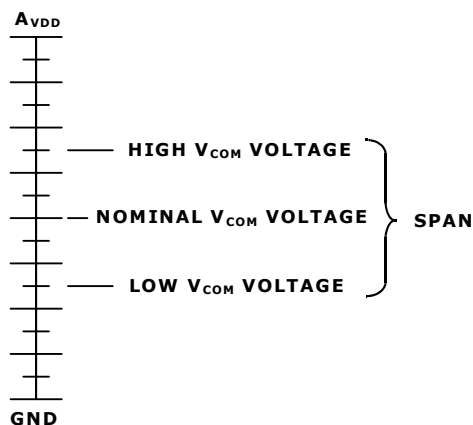 AVDD
HIGH VCOM VOLTAGE
NOMINAL VCOM VOLTAGE
SPAN
LOW VCOM VOLTAGE
GND